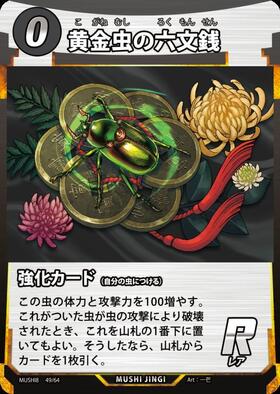 0
こがねむし ろくもんせん
黄金虫の六文銭
強化カード (自分の虫につける)
この虫の体力と攻撃力を100増やす。
これがついた虫が虫の攻撃により破壊
されたとき、これを山札の1番下に置
いてもよい。そうしたなら、山札から
カードを1枚引く。
R
レア
MUSHI8 49/64
MUSHI JINGI
Art：一芒